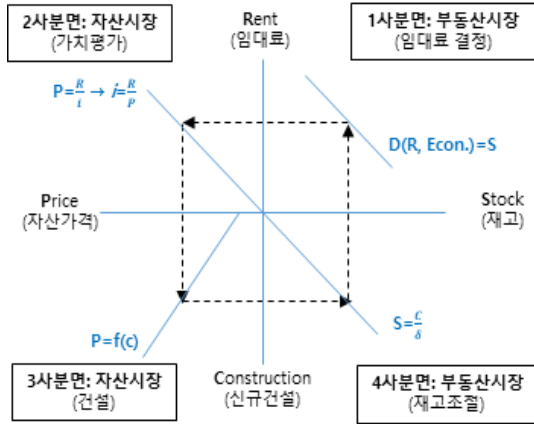 2사분면: 자산시장
(가치평가)
Rent
(임대료)
1사분면: 부동산시장
(임대료 결정)
P=R/i → i=R/P
D(R, Econ.)=S
Price
(자산가격)
Stock
(재고)
P=f(c)
S=C/δ
3사분면: 자산시장
(건설)
Construction
(신규건설)
4사분면: 부동산시장
(재고조절)